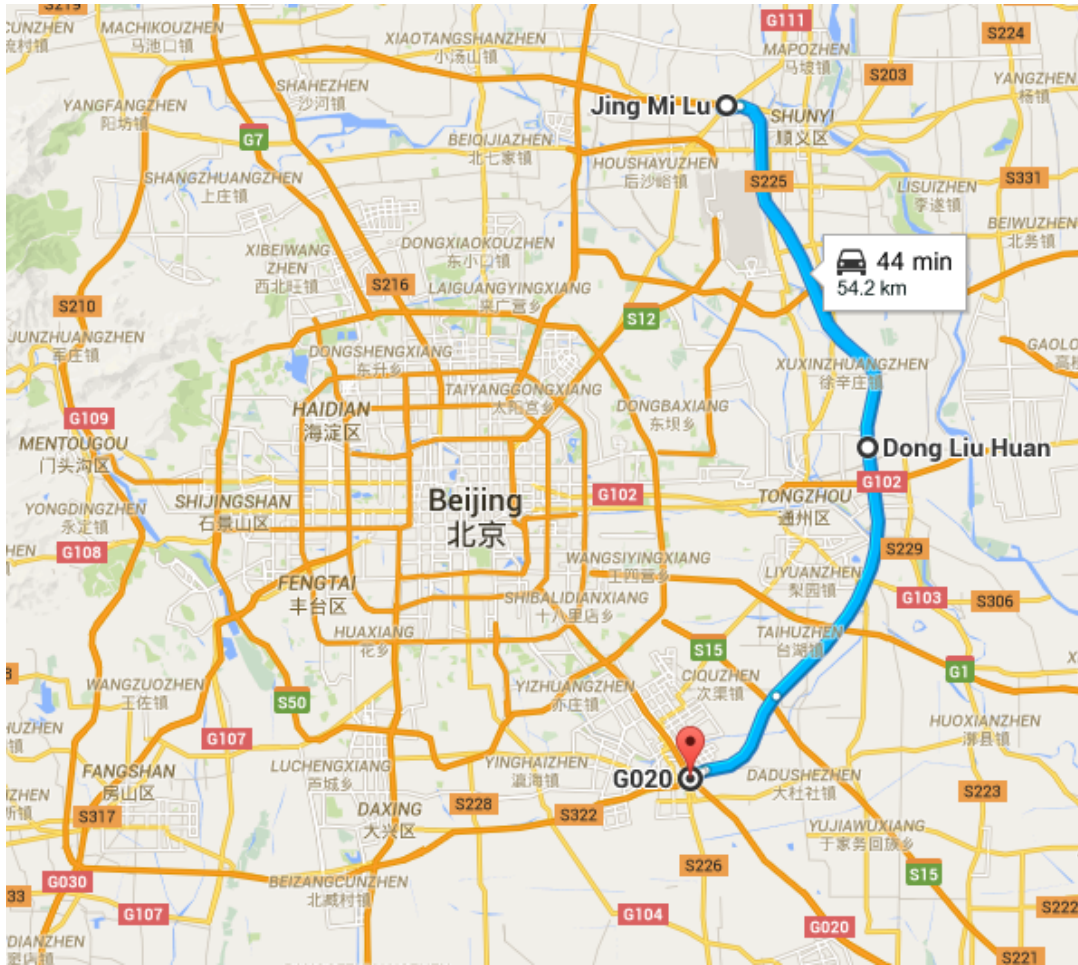 S219
MACHIKOUZHEN
马池口镇
XIAOTANGSHANZHEN
小汤山镇
G111
S224
MAPOZHEN
马坡镇
S203
YANGZHEN
杨镇
SHAHEZHEN
沙河镇
YANGFANGZHEN
阳坊镇
Jing Mi Lu
SHUNYI
顺义区
G7
BEIQIJIAZHEN
北七家镇
HOUSHAYUZHEN
后沙峪镇
SHANGZHUANGZHEN
上庄镇
S225
S331
LISUIZHEN
李遂镇
BEIWUZHEN
北务镇
XIBEIWANG
ZHEN
西北旺镇
DONGXIAOKOUZHEN
东小口镇
44 min
54.2 km
S216
LAIGUANGYINGXIANG
来广营乡
S210
S12
JUNZHUANGZHEN
军庄镇
DONGSHENGXIANG
东升乡
GAOLO
XUXINZHUANGZHEN
徐辛庄镇
TAIYANGGONGXIANG
太阳宫乡
HAIDIAN
海淀区
DONGBAXIANG
东坝乡
G109
MENTOUGOU
门头沟区
Dong Liu Huan
G102
SHIJINGSHAN
石景山区
Beijing
北京
G102
TONGZHOU
通州区
YONGDINGZHEN
永定镇
HEN
G108
S229
WANGSIYINGXIANG
王四营乡
LIYUANZHEN
梨园镇
FENGTAI
丰台区
SHIBALIDIANXIANG
十八里店乡
G103
S306
HUAXIANG
花乡
TAIHUZHEN
台湖镇
S15
G1
WANGZUOZHEN
王佐镇
S50
YIZHUANGZHEN
亦庄镇
CIQUZHEN
次渠镇
HUOXIANZHEN
漷县镇
G107
LUCHENGXIANG
芦城乡
YINGHAIZHEN
瀛海镇
G020
DADUSHEZHEN
大杜社镇
FANGSHAN
房山区
S317
DAXING
大兴区
S228
S322
S223
YUJIAWUXIANG
于家务回族乡
S226
S15
G030
BEIZANGCUNZHEN
北臧村镇
33
G107
G104
G020
S222
S221
DIANZHEN